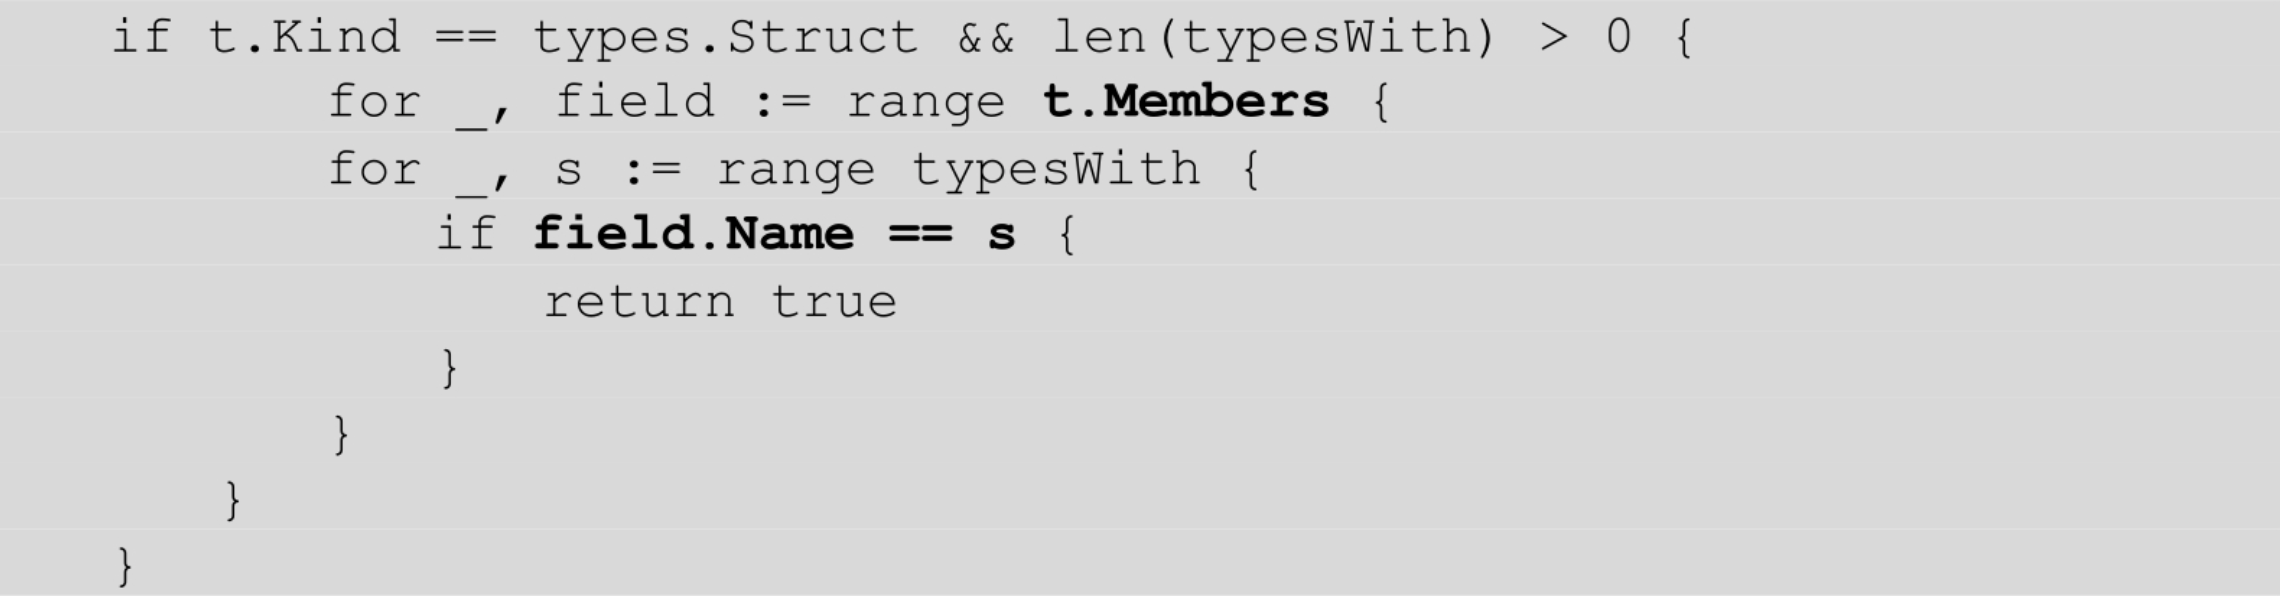 if t.Kind == types.Struct && len(typesWith) > 0 {
for _, field := range t.Members {
for _, s := range typesWith {
if field.Name == s {
return true
}
}
}
}